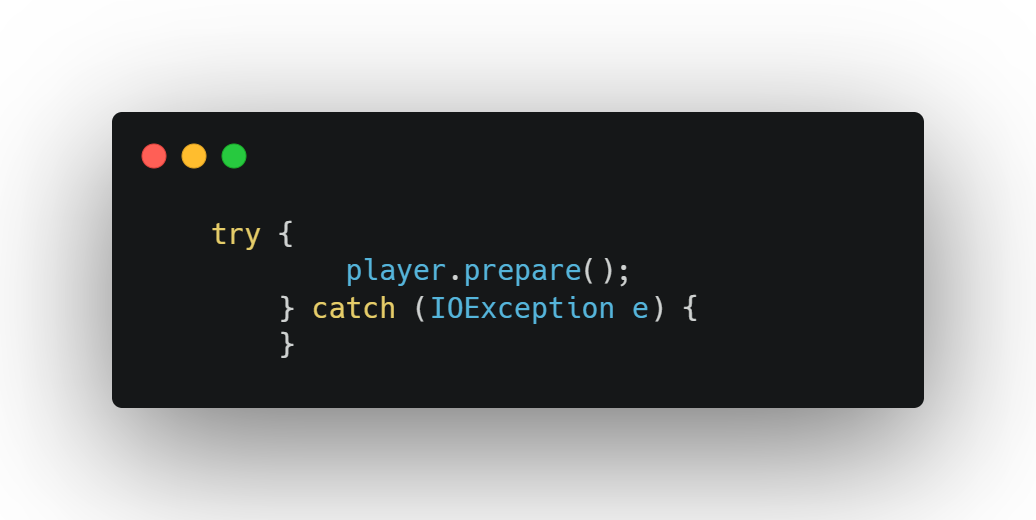 try {
        player.prepare();
    } catch (IOException e) {
    }